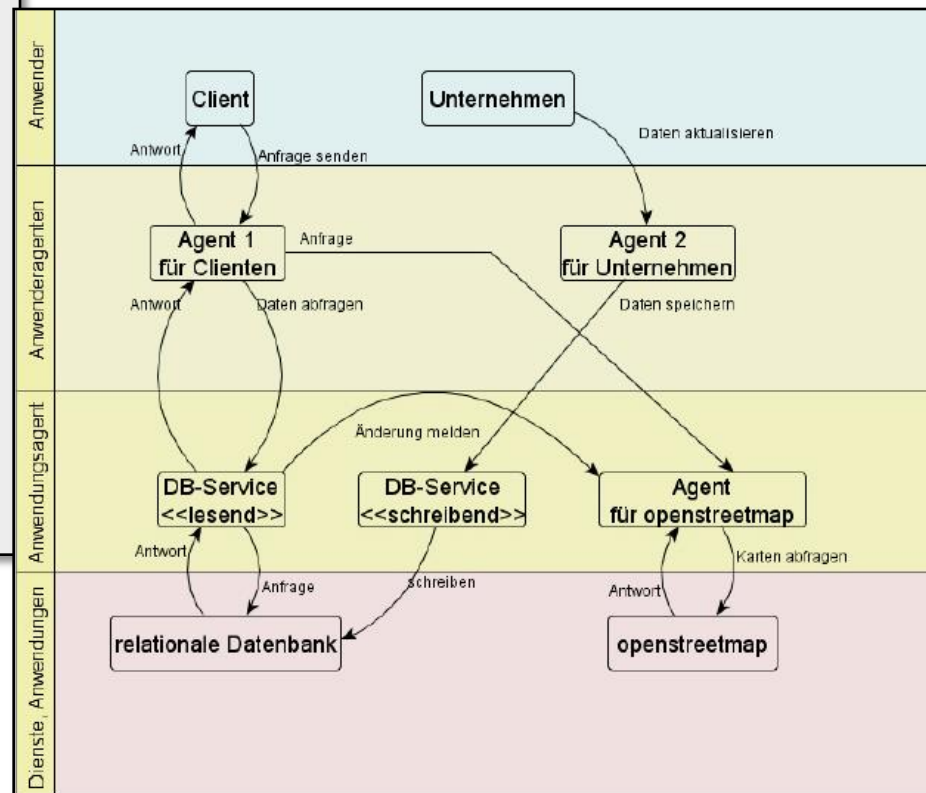 Anwender
Client
Unternehmen
Daten aktualisieren
Antwort
Anfrage senden
Anwenderagenten
Agent 1
für Clienten
Anfrage
Agent 2
für Unternehmen
Antwort
Daten abfragen
Daten speichern
Anwendungsagent
Änderung melden
DB-Service
<<lesend>>
DB-Service
<<schreibend>>
Agent
für openstreetmap
Antwort
Anfrage
schreiben
Antwort
Karten abfragen
Dienste, Anwendungen
relationale Datenbank
openstreetmap